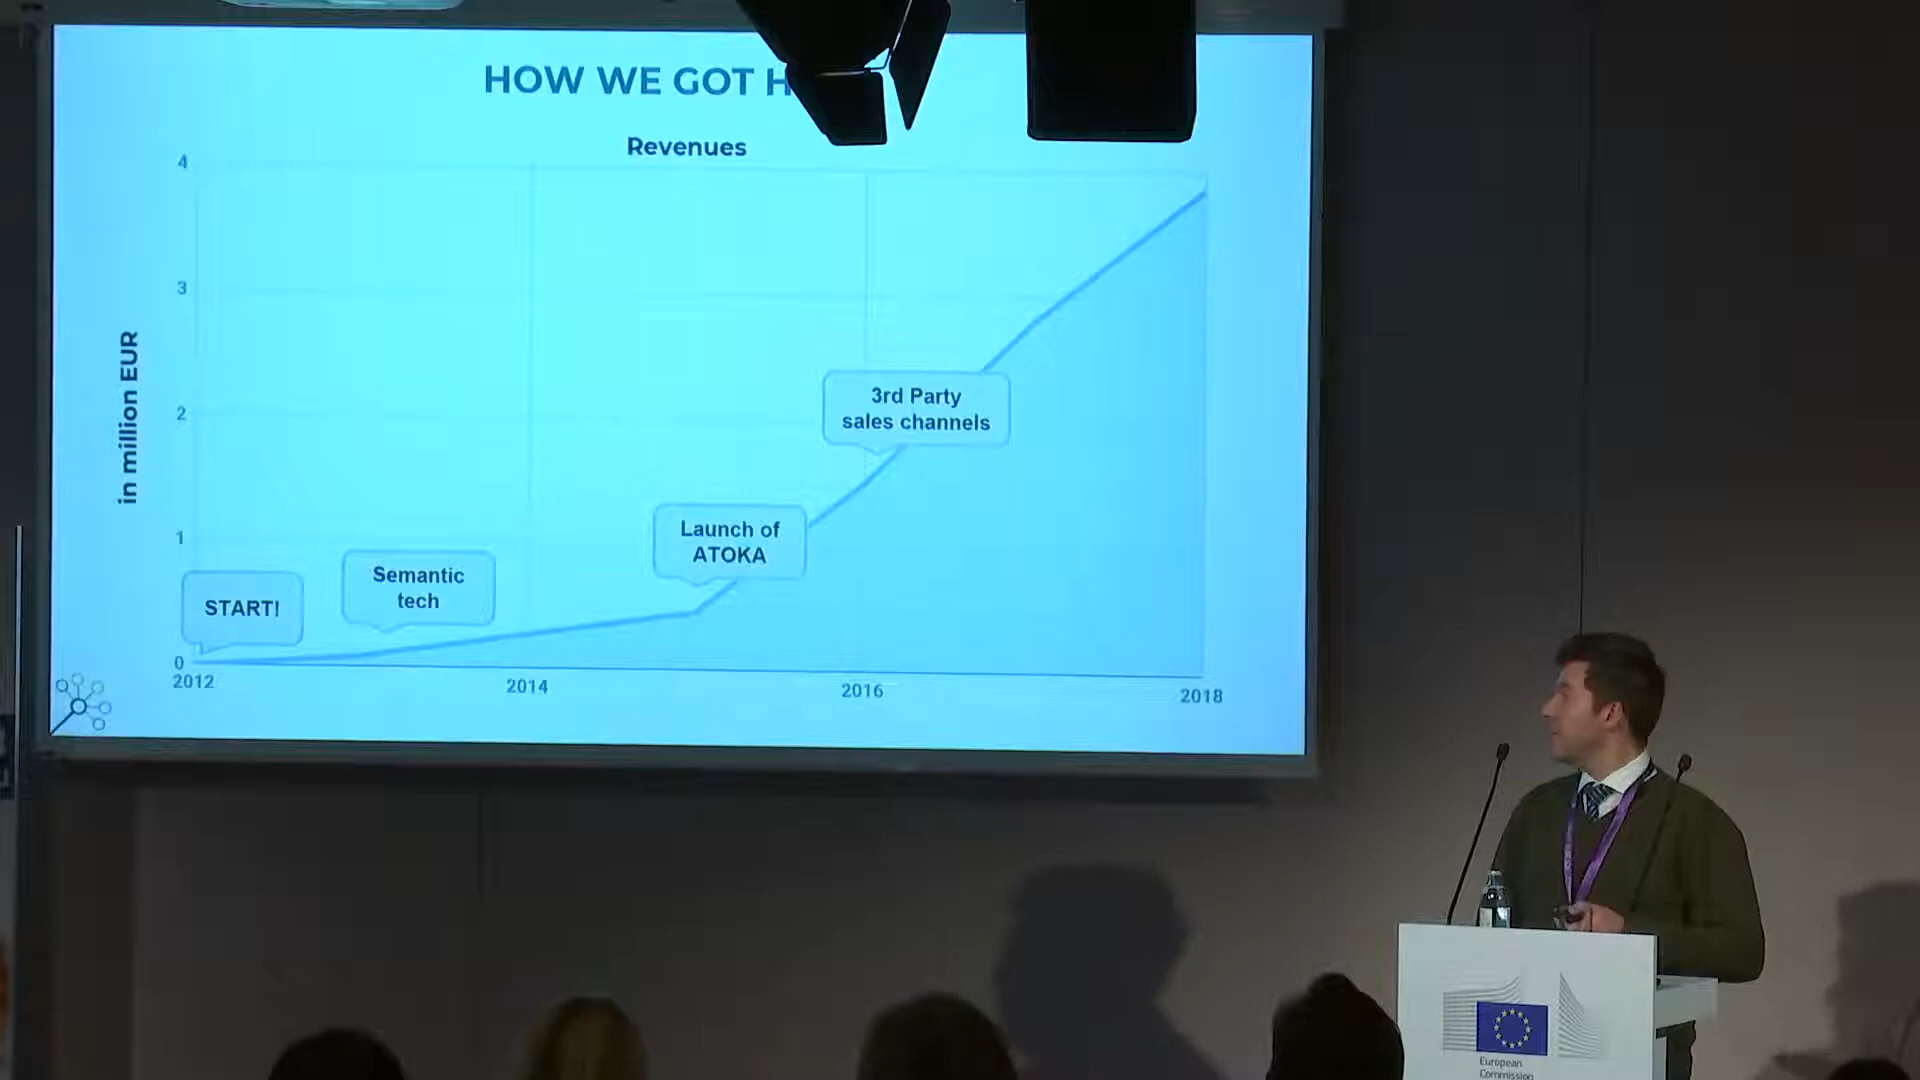 HOW WE GOT H
Revenues
in million EUR
4
3
2
1
0
START!
Semantic
tech
Launch of
ATOKA
3rd Party
sales channels
2012
2014
2016
2018
European
Commission